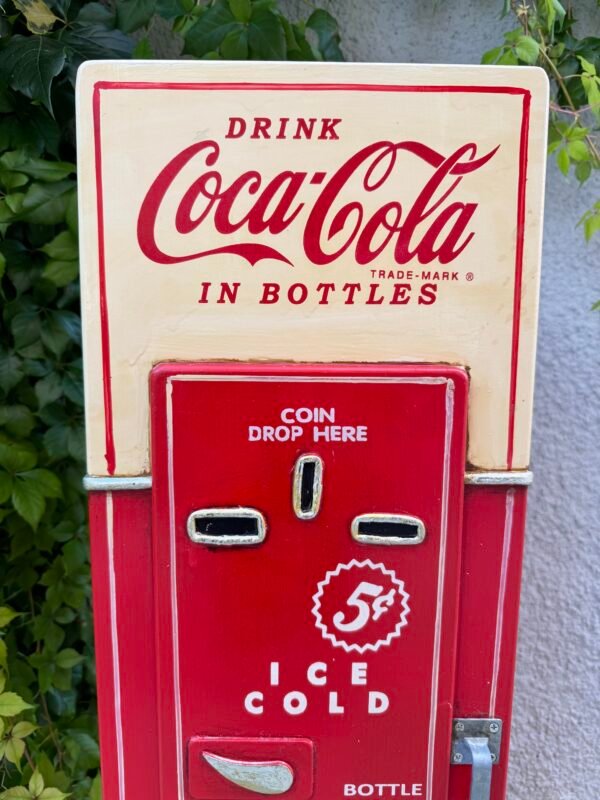 DRINK
Coca-Cola
TRADE-MARK ®
IN BOTTLES
COIN
DROP HERE
5¢
ICE
COLD
BOTTLE